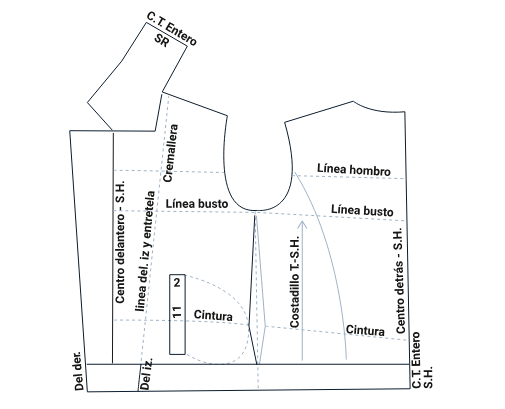 C.T. Entero
SR
Cremallera
Línea hombro
Línea busto
Línea busto
Centro delantero - S.H.
línea del. iz y entretela
Costadillo T.-S.H.
Centro detrás - S.H.
2
11
Cintura
Cintura
Del der.
Del iz.
C.T. Entero
S.H.